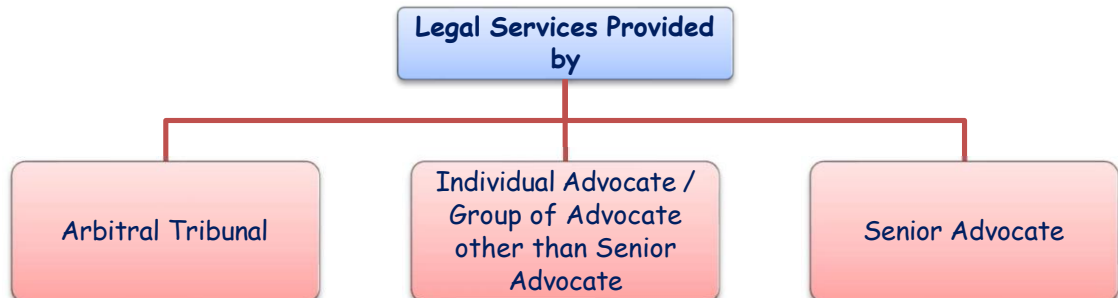 Legal Services Provided
by
Arbitral Tribunal
Individual Advocate /
Group of Advocate
other than Senior
Advocate
Senior Advocate